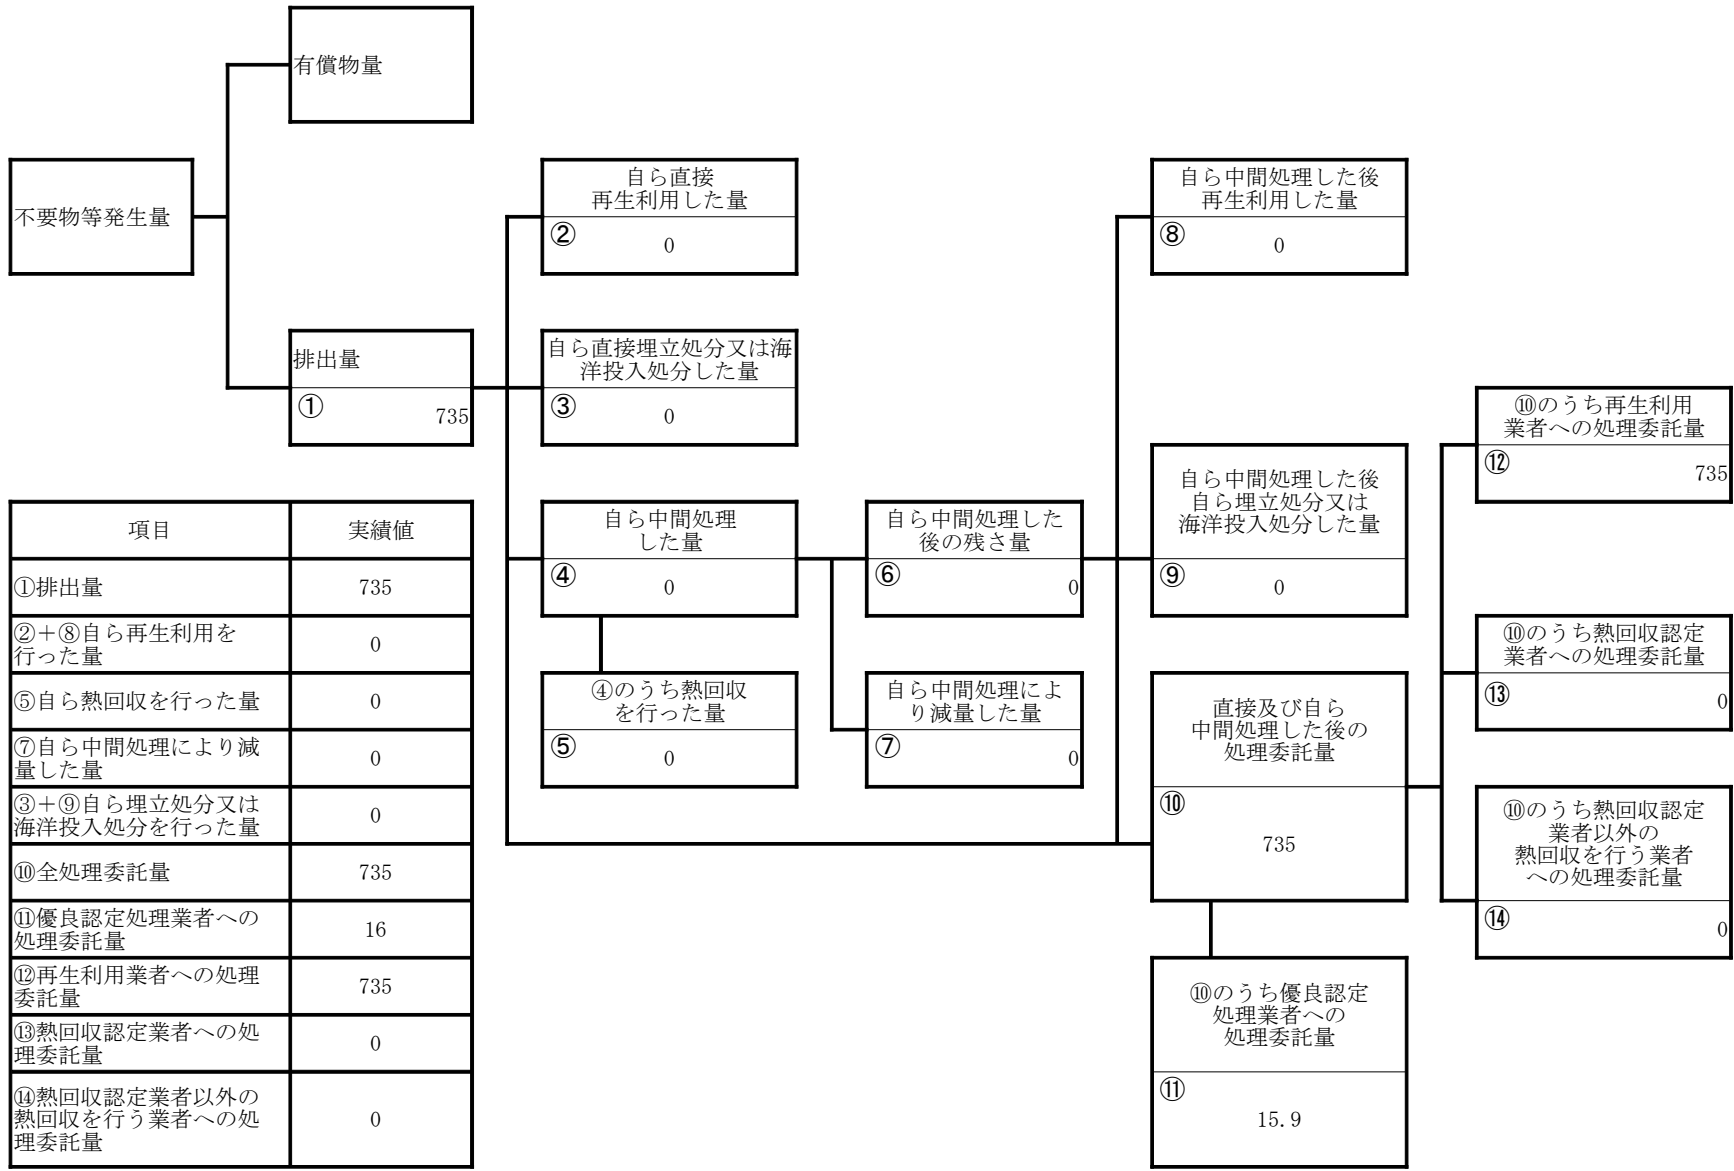 有償物量
不要物等発生量
自ら直接
再生利用した量
②
0
自ら中間処理した後
再生利用した量
⑧
0
排出量
①
735
自ら直接埋立処分又は海
洋投入処分した量
③
0
⑩のうち再生利用
業者への処理委託量
⑫
735
自ら中間処理
した量
④
0
自ら中間処理した
後の残さ量
⑥
0
自ら中間処理した後
自ら埋立処分又は
海洋投入処分した量
⑨
0
⑩のうち熱回収認定
業者への処理委託量
⑬
0
④のうち熱回収
を行った量
⑤
0
自ら中間処理によ
り減量した量
⑦
0
直接及び自ら
中間処理した後の
処理委託量
⑩
735
⑩のうち熱回収認定
業者以外の
熱回収を行う業者
への処理委託量
⑭
0
⑩のうち優良認定
処理業者への
処理委託量
⑪
15.9
項目 実績値
①排出量 735
②+⑧自ら再生利用を
行った量 0
⑤自ら熱回収を行った量 0
⑦自ら中間処理により減
量した量 0
③+⑨自ら埋立処分又は
海洋投入処分を行った量 0
⑩全処理委託量 735
⑪優良認定処理業者への
処理委託量 16
⑫再生利用業者への処理
委託量 735
⑬熱回収認定業者への処
理委託量 0
⑭熱回収認定業者以外の
熱回収を行う業者への処
理委託量 0